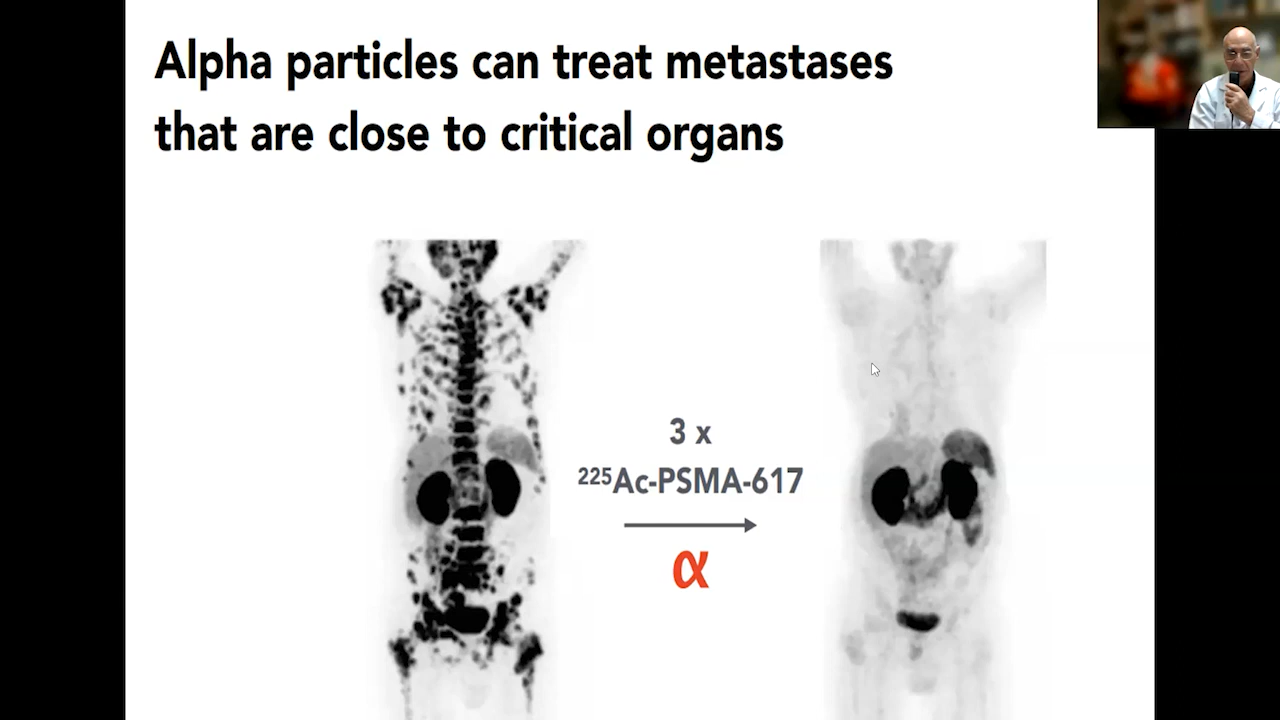 Alpha particles can treat metastases
that are close to critical organs
3 x
²²⁵Ac-PSMA-617
α